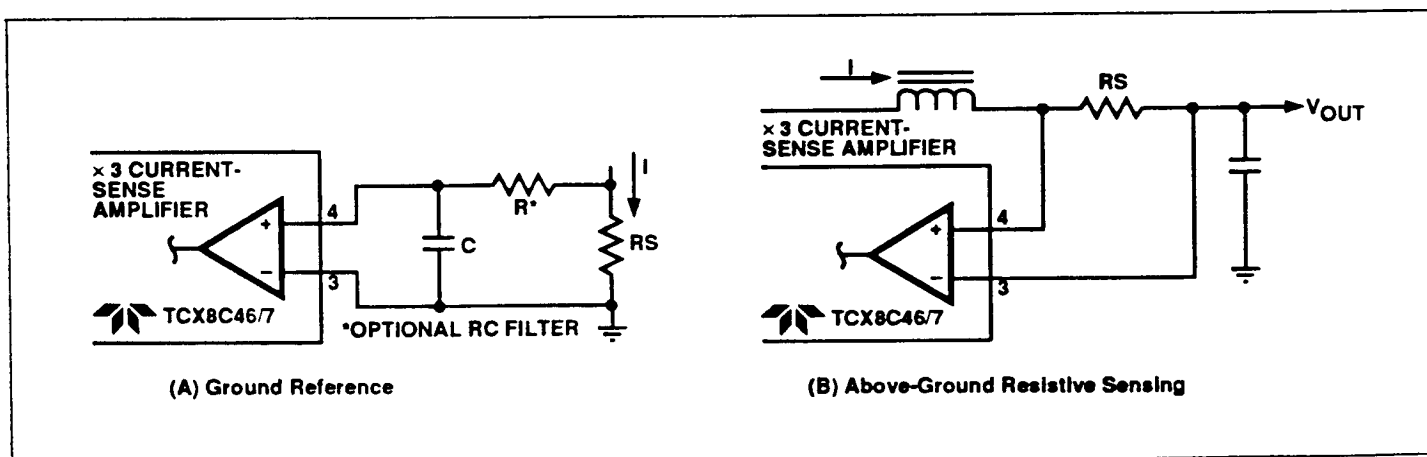 × 3 CURRENT-
SENSE
AMPLIFIER
+
−
4
3
C
R*
I
RS
TCX8C46/7
*OPTIONAL RC FILTER
(A) Ground Reference
I
RS
VOUT
× 3 CURRENT-
SENSE AMPLIFIER
+
−
4
3
TCX8C46/7
(B) Above-Ground Resistive Sensing